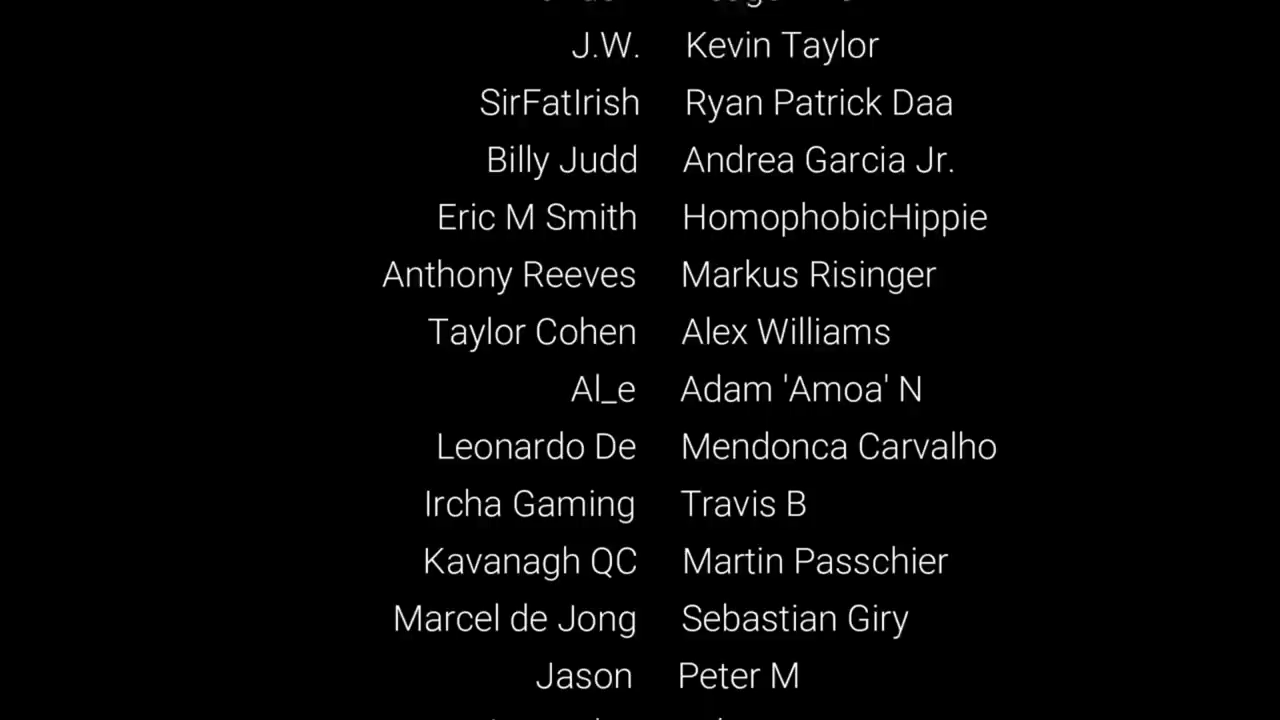 J.W. Kevin Taylor
SirFatIrish Ryan Patrick Daa
Billy Judd Andrea Garcia Jr.
Eric M Smith HomophobicHippie
Anthony Reeves Markus Risinger
Taylor Cohen Alex Williams
Al_e Adam 'Amoa' N
Leonardo De Mendonca Carvalho
Ircha Gaming Travis B
Kavanagh QC Martin Passchier
Marcel de Jong Sebastian Giry
Jason Peter M